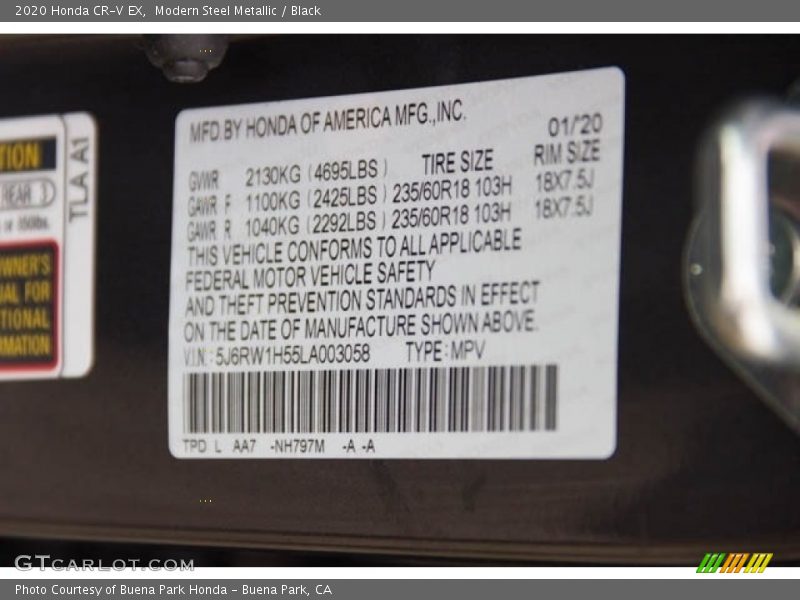 2020 Honda CR-V EX, Modern Steel Metallic / Black
MFD.BY HONDA OF AMERICA MFG.,INC.
01/'20
GVWR 2130KG (4695LBS) TIRE SIZE RIM SIZE
GAWR F 1100KG (2425LBS) 235/60R18 103H 18X7.5J
GAWR R 1040KG (2292LBS) 235/60R18 103H 18X7.5J
THIS VEHICLE CONFORMS TO ALL APPLICABLE
FEDERAL MOTOR VEHICLE SAFETY
AND THEFT PREVENTION STANDARDS IN EFFECT
ON THE DATE OF MANUFACTURE SHOWN ABOVE.
V.I.N.: 5J6RW1H55LA003058 TYPE:MPV
TPD L AA7 -NH797M -A -A
TION
REAR
TLA A1
OWNER'S
FOR
GTCARLOT.COM
Photo Courtesy of Buena Park Honda - Buena Park, CA